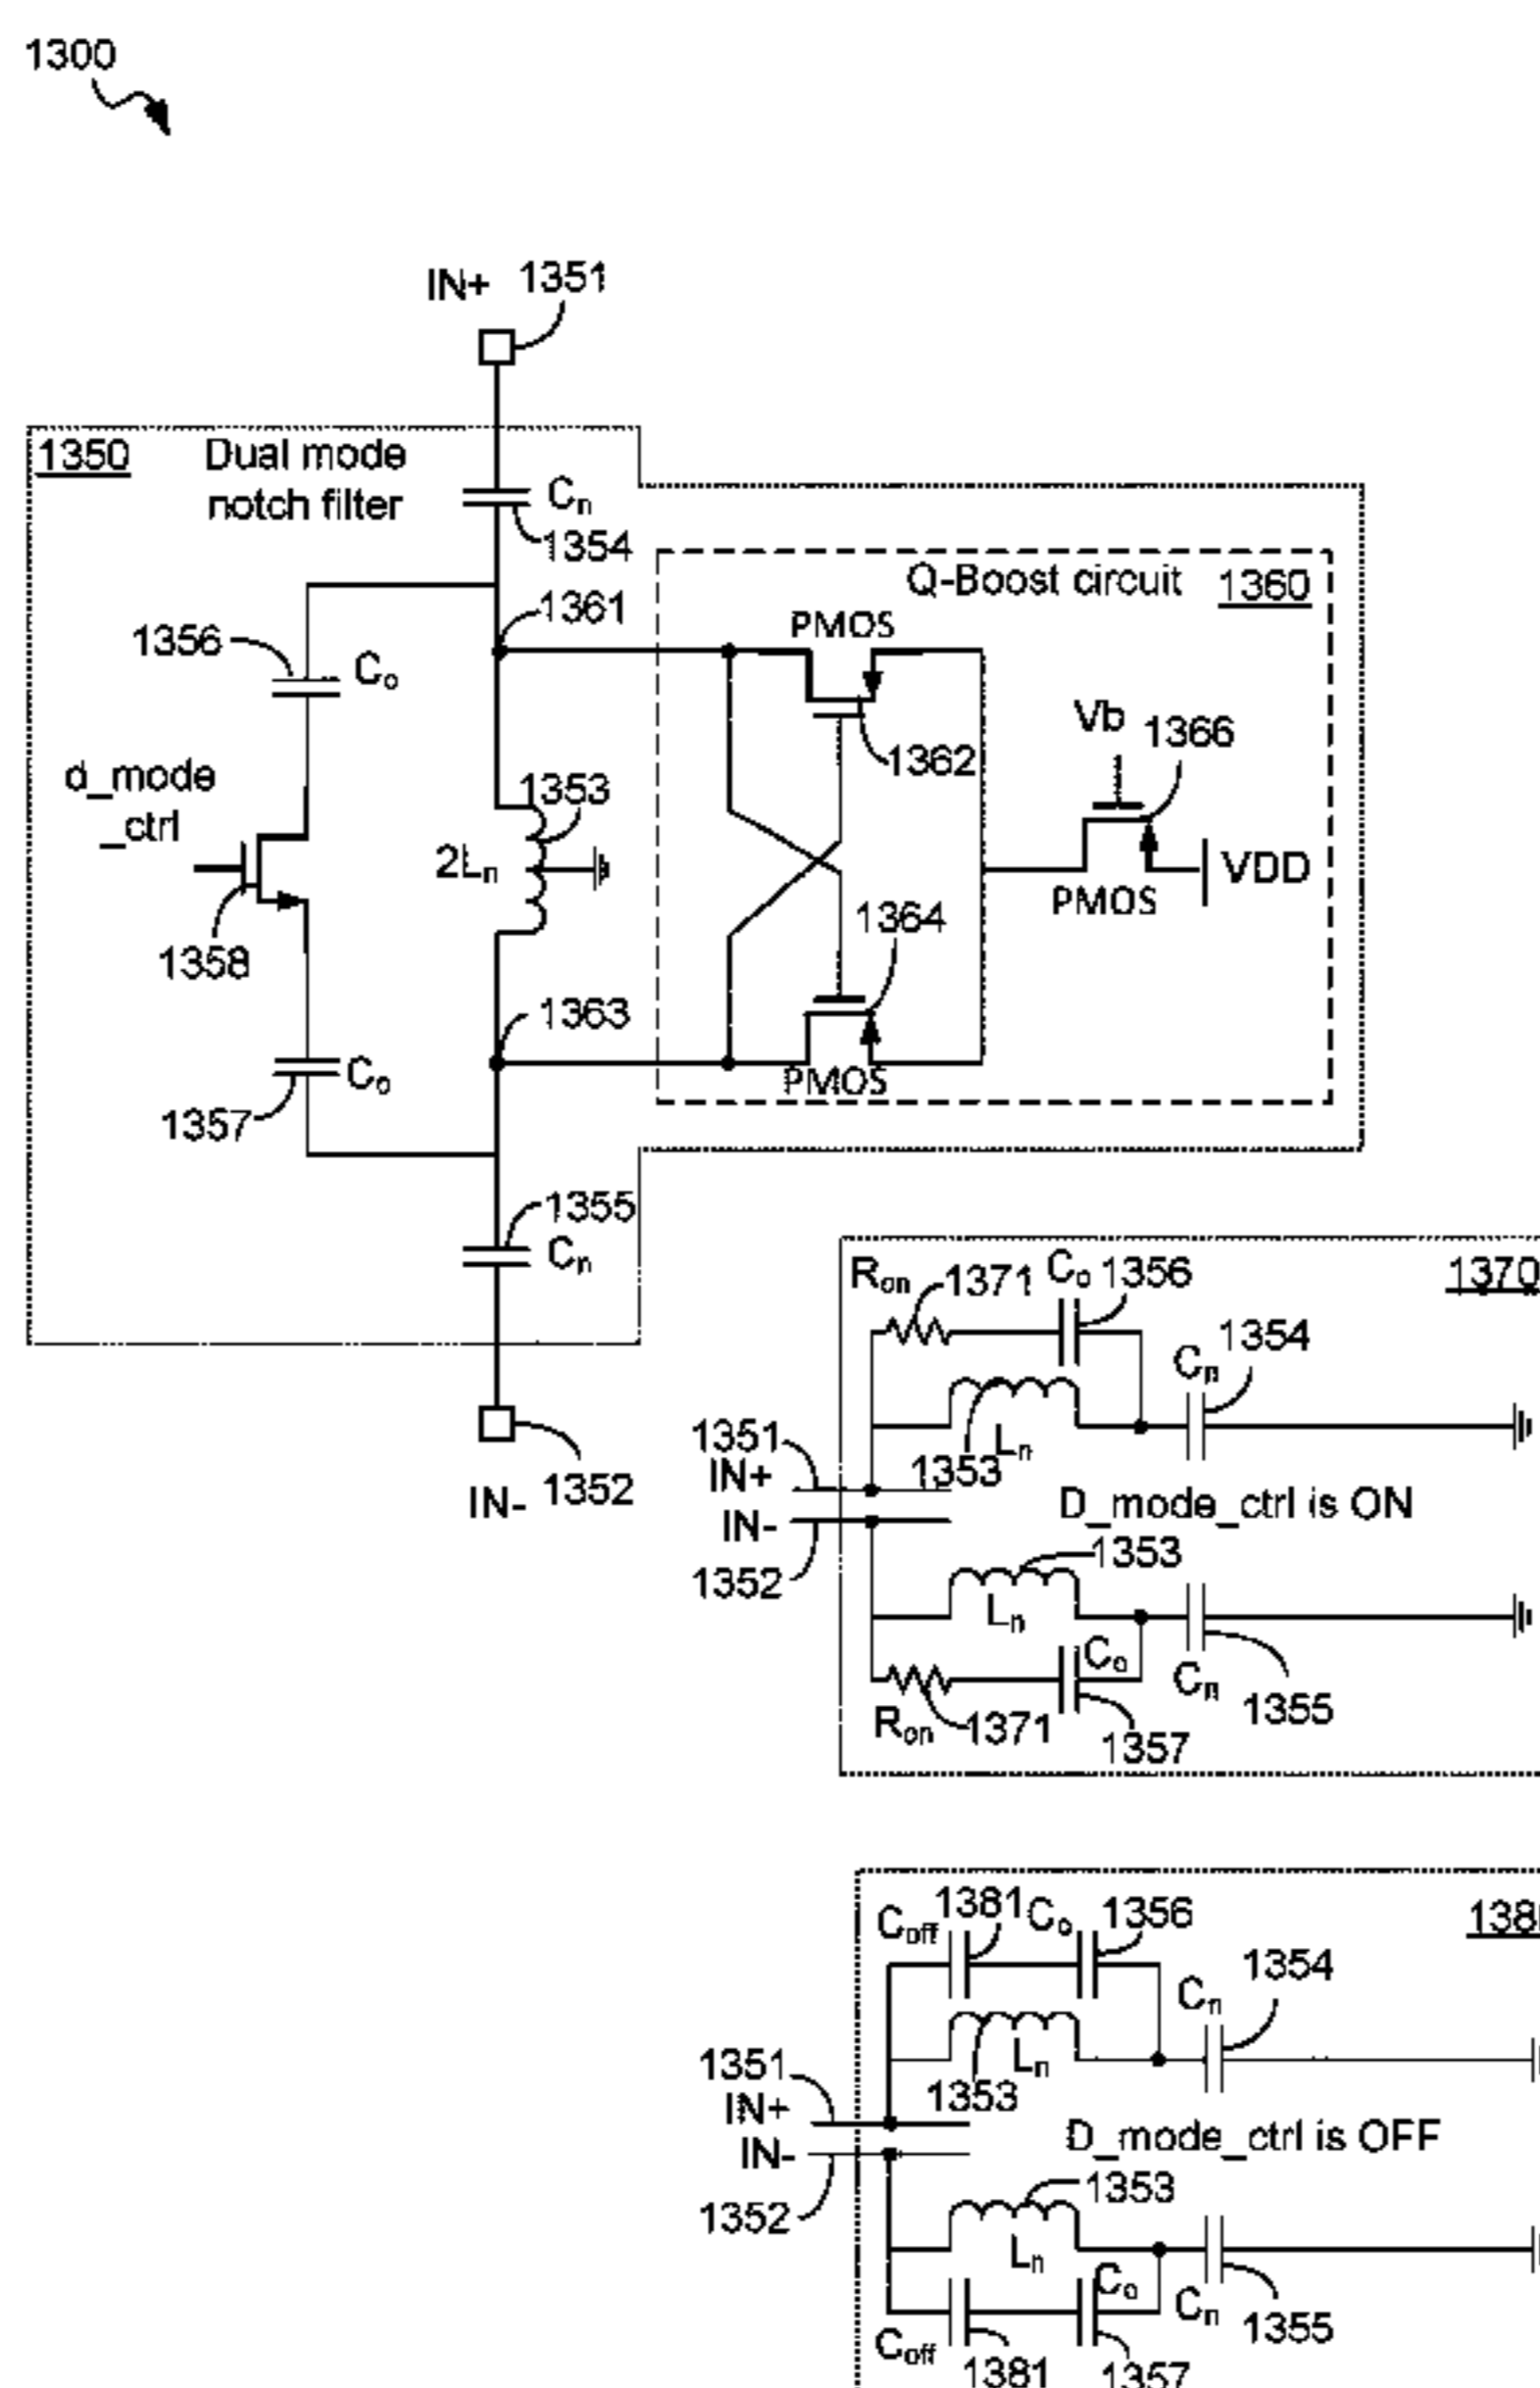 1300
IN+ 1351
1350 Dual mode
notch filter
Cn
1354
Q-Boost circuit 1360
1361
PMOS
1356
Co
Vb 1366
1362
d_mode
_ctrl
1353
2Ln
VDD
PMOS
1364
1358
1363
PMOS
Co
1357
1355
Cn
Ron 1371 Co 1356 1370
Cn 1354
1351
IN+
1353 Ln
IN- 1352
IN-
D_mode_ctrl is ON
1353
1352
Ln
Co
Cn 1355
Ron 1371
1357
Coff 1381 Co 1356
Cn 1354
1351
IN+
1353 Ln
IN-
D_mode_ctrl is OFF
1353
1352
Ln
Co
Cn 1355
Coff
1381 1357